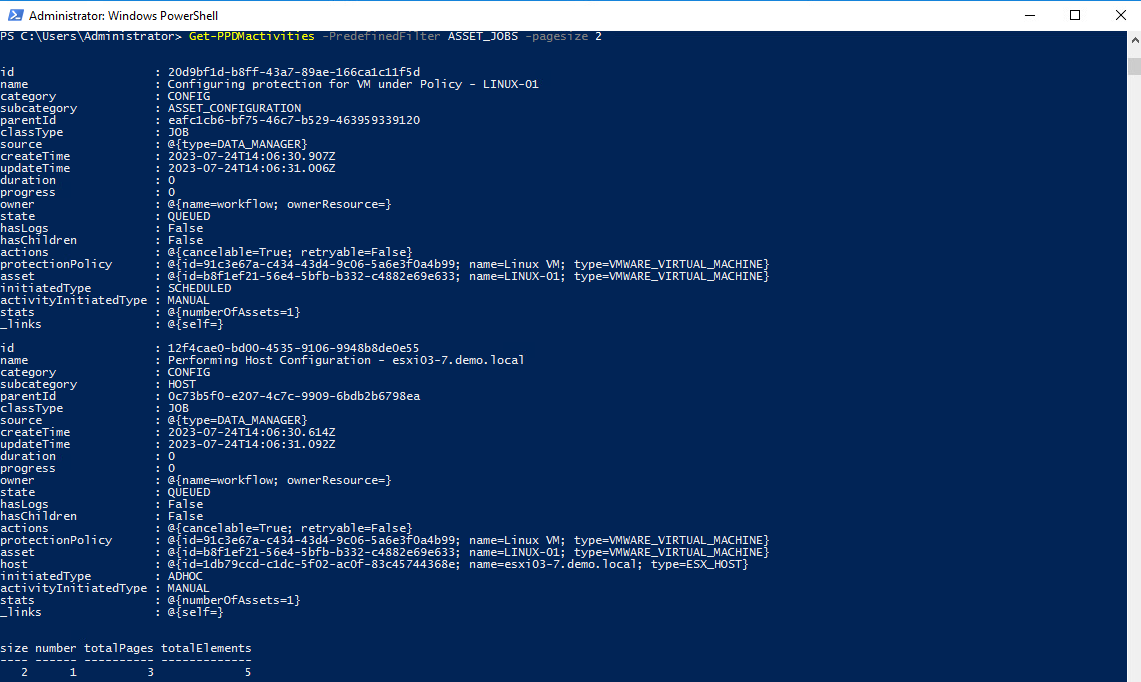 Administrator: Windows PowerShell
PS C:\Users\Administrator> Get-PPDMactivities -PredefinedFilter ASSET_JOBS -pagesize 2
id                   : 20d9bf1d-b8ff-43a7-89ae-166ca1c11f5d
name                 : Configuring protection for VM under Policy - LINUX-01
category             : CONFIG
subcategory          : ASSET_CONFIGURATION
parentId             : eafc1cb6-bf75-46c7-b529-463959339120
classType            : JOB
source               : @{type=DATA_MANAGER}
createTime           : 2023-07-24T14:06:30.907Z
updateTime           : 2023-07-24T14:06:31.006Z
duration             : 0
progress             : 0
owner                : @{name=workflow; ownerResource=}
state                : QUEUED
hasLogs              : False
hasChildren          : False
actions              : @{cancelable=True; retryable=False}
protectionPolicy     : @{id=91c3e67a-c434-43d4-9c06-5a6e3f0a4b99; name=Linux VM; type=VMWARE_VIRTUAL_MACHINE}
asset                : @{id=b8f1ef21-56e4-5bfb-b332-c4882e69e633; name=LINUX-01; type=VMWARE_VIRTUAL_MACHINE}
initiatedType        : SCHEDULED
activityInitiatedType : MANUAL
stats                : @{numberOfAssets=1}
_links               : @{self=}
id                   : 12f4cae0-bd00-4535-9106-9948b8de0e55
name                 : Performing Host Configuration - esxi03-7.demo.local
category             : CONFIG
subcategory          : HOST
parentId             : 0c73b5f0-e207-4c7c-9909-6bdb2b6798ea
classType            : JOB
source               : @{type=DATA_MANAGER}
createTime           : 2023-07-24T14:06:30.614Z
updateTime           : 2023-07-24T14:06:31.092Z
duration             : 0
progress             : 0
owner                : @{name=workflow; ownerResource=}
state                : QUEUED
hasLogs              : False
hasChildren          : False
actions              : @{cancelable=True; retryable=False}
protectionPolicy     : @{id=91c3e67a-c434-43d4-9c06-5a6e3f0a4b99; name=Linux VM; type=VMWARE_VIRTUAL_MACHINE}
asset                : @{id=b8f1ef21-56e4-5bfb-b332-c4882e69e633; name=LINUX-01; type=VMWARE_VIRTUAL_MACHINE}
host                 : @{id=1db79ccd-c1dc-5f02-ac0f-83c45744368e; name=esxi03-7.demo.local; type=ESX_HOST}
initiatedType        : ADHOC
activityInitiatedType : MANUAL
stats                : @{numberOfAssets=1}
_links               : @{self=}
size number totalPages totalElements
---- ------ ---------- -------------
   2      1          3             5